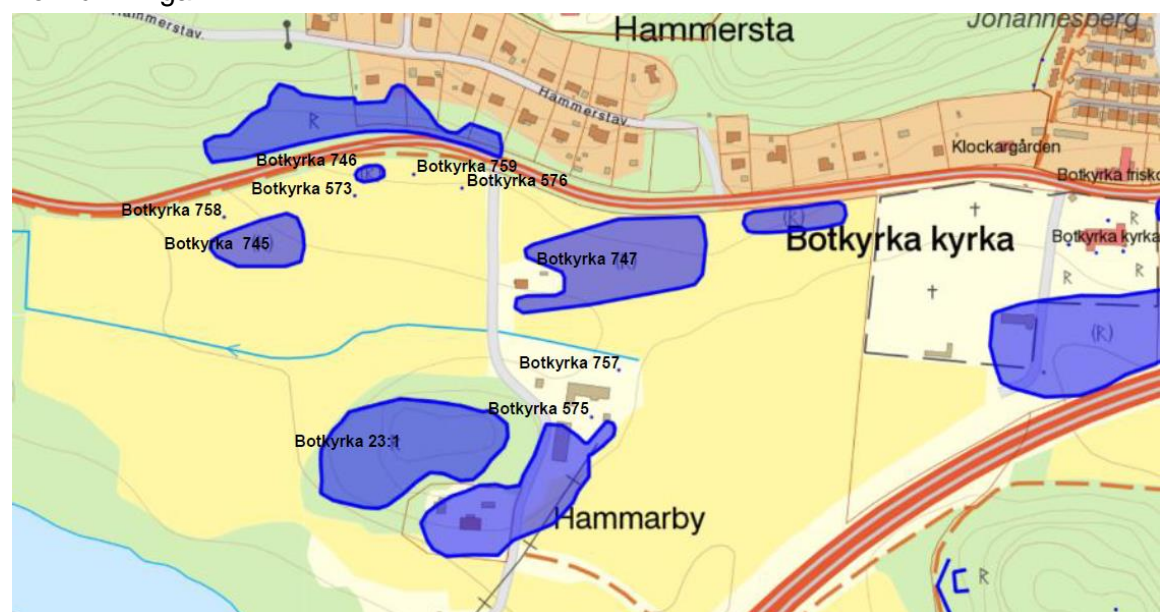 Hammerstav.
Hammersta
Johannesberg
Hammerstav.
R
Klockargården
Botkyrka 746
Botkyrka 759
(R)
Botkyrka 576
Botkyrka frisko
Botkyrka 573
Botkyrka 758
(R)
R
Botkyrka 745
(R)
Botkyrka kyrka
Botkyrka kyrka
Botkyrka 747
(R)
R
R
(R)
Botkyrka 757
Botkyrka 575
Botkyrka 23:1
R
Hammarby
R